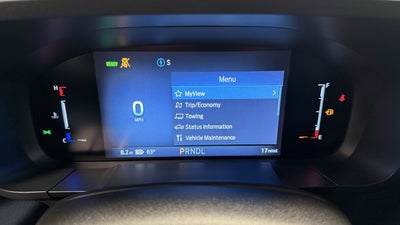 READY S
Menu
H MyView F
Trip/Economy
0 Towing
MPH Status Information
C Vehicle Maintenance E
63° PRNDL